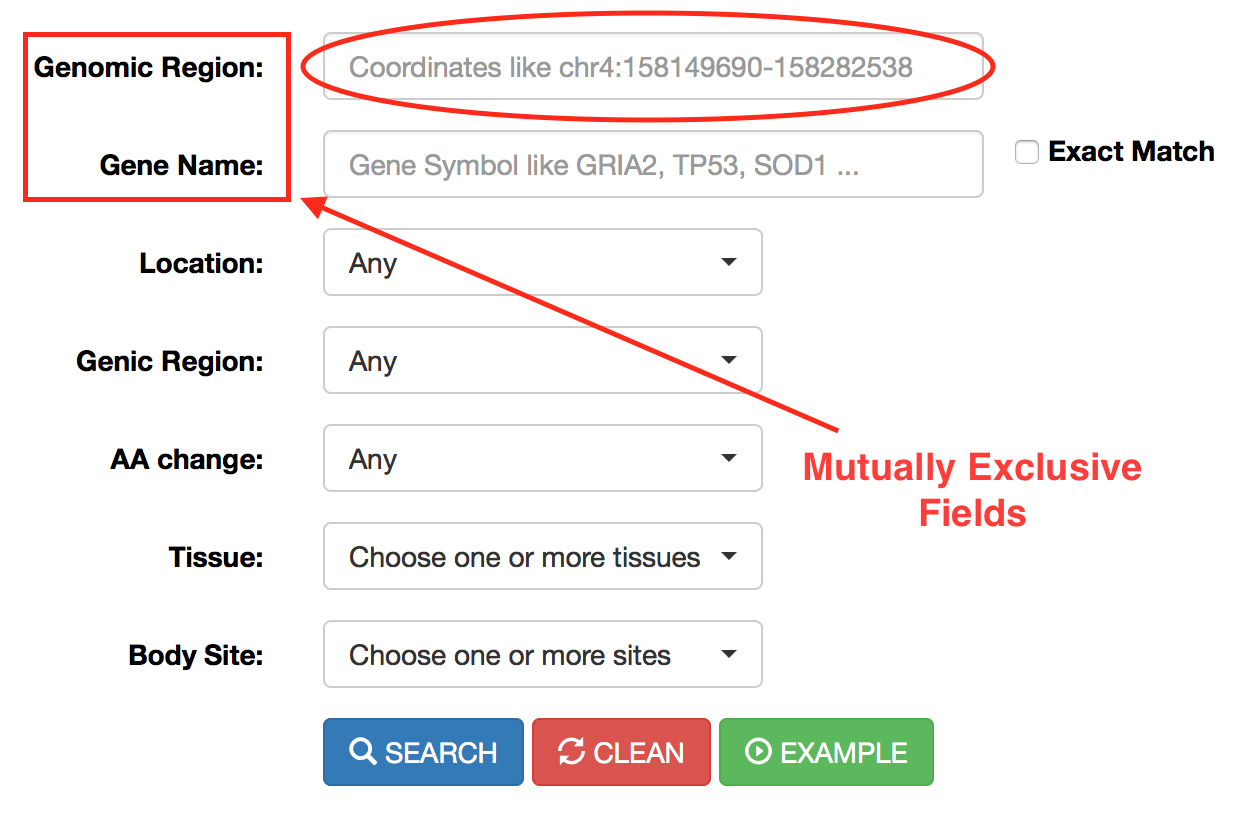 Genomic Region: Coordinates like chr4:158149690-158282538
Gene Name: Gene Symbol like GRIA2, TP53, SOD1 ... Exact Match
Location: Any
Genic Region: Any
AA change: Any
Mutually Exclusive
Fields
Tissue: Choose one or more tissues
Body Site: Choose one or more sites
SEARCH CLEAN EXAMPLE